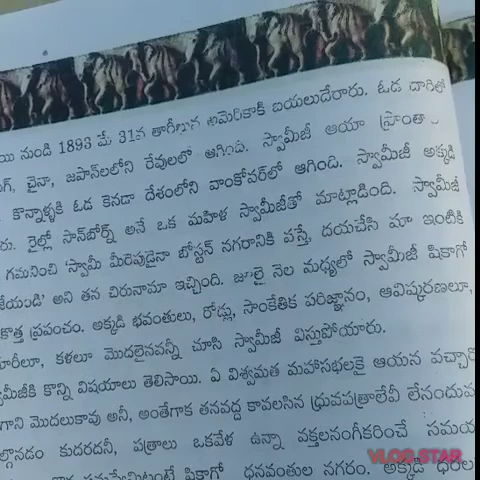 యి నుండి 1893 మే 31న తారీఖున అమెరికాకి బయలుదేరారు. ఓడ దారిలో
చైనా, జపాన్‌లలోని రేవులలో ఆగింది. స్వామీజీ ఆయా
కొన్నాళ్ళకి ఓడ కెనడా దేశంలోని వాంకోవర్‌లో ఆగింది. స్వామీజీ అక్కడి
రు. రైల్లో సాన్‌బోర్న్ అనే ఒక మహిళ స్వామీజీతో మాట్లాడింది. స్వామీజీ
గమనించి 'స్వామీ మీరెపుడైనా బోస్టన్ నగరానికి వస్తే, దయచేసి మా ఇంటికి
అని తన చిరునామా ఇచ్చింది. జూలై నెల మధ్యలో స్వామీజీ షికాగో
కొత్త ప్రపంచం. అక్కడి భవంతులు, రోడ్లు, సాంకేతిక పరిజ్ఞానం, ఆవిష్కరణలూ,
కళలూ మొదలైనవన్నీ చూసి స్వామీజీ విస్తుపోయారు.
మీజీకి కొన్ని విషయాలు తెలిసాయి. ఏ విశ్వమత మహాసభలకై ఆయన వచ్చారో
గాని మొదలుకావు అనీ, అంతేగాక తనవద్ద కావలసిన ధ్రువపత్రాలేవీ లేనందువ
ల్గొనడం కుదరదనీ, పత్రాలు ఒకవేళ ఉన్నా వక్తలనంగీకరించే సమయ
షికాగో ధనవంతుల నగరం. అక్కడి
VLOG STAR